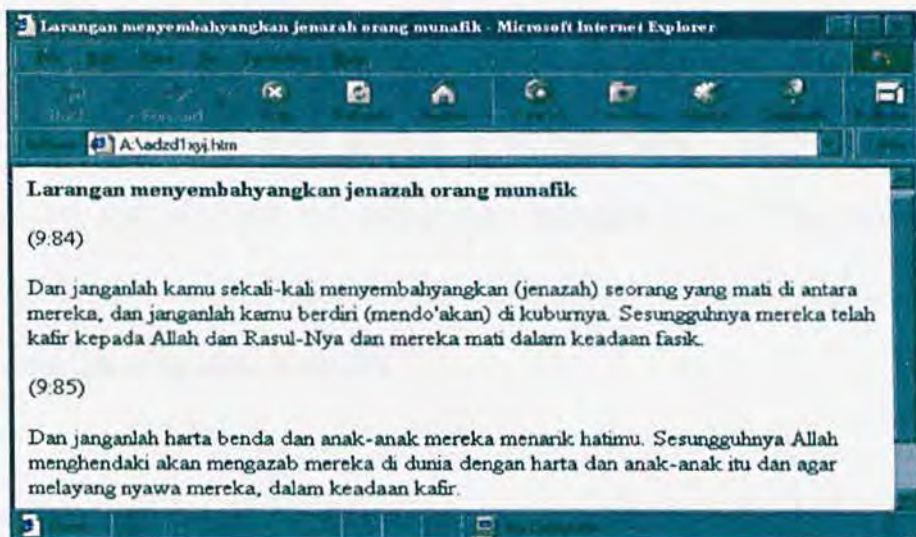 Larangan menyembahyangkan jenazah orang munafik - Microsoft Internet Explorer
A:\adzd1xyj.htm
Larangan menyembahyangkan jenazah orang munafik
(9:84)
Dan janganlah kamu sekali-kali menyembahyangkan (jenazah) seorang yang mati di antara
mereka, dan janganlah kamu berdiri (mendo'akan) di kuburnya. Sesungguhnya mereka telah
kafir kepada Allah dan Rasul-Nya dan mereka mati dalam keadaan fasik.
(9:85)
Dan janganlah harta benda dan anak-anak mereka menarik hatimu. Sesungguhnya Allah
menghendaki akan mengazab mereka di dunia dengan harta dan anak-anak itu dan agar
melayang nyawa mereka, dalam keadaan kafir.